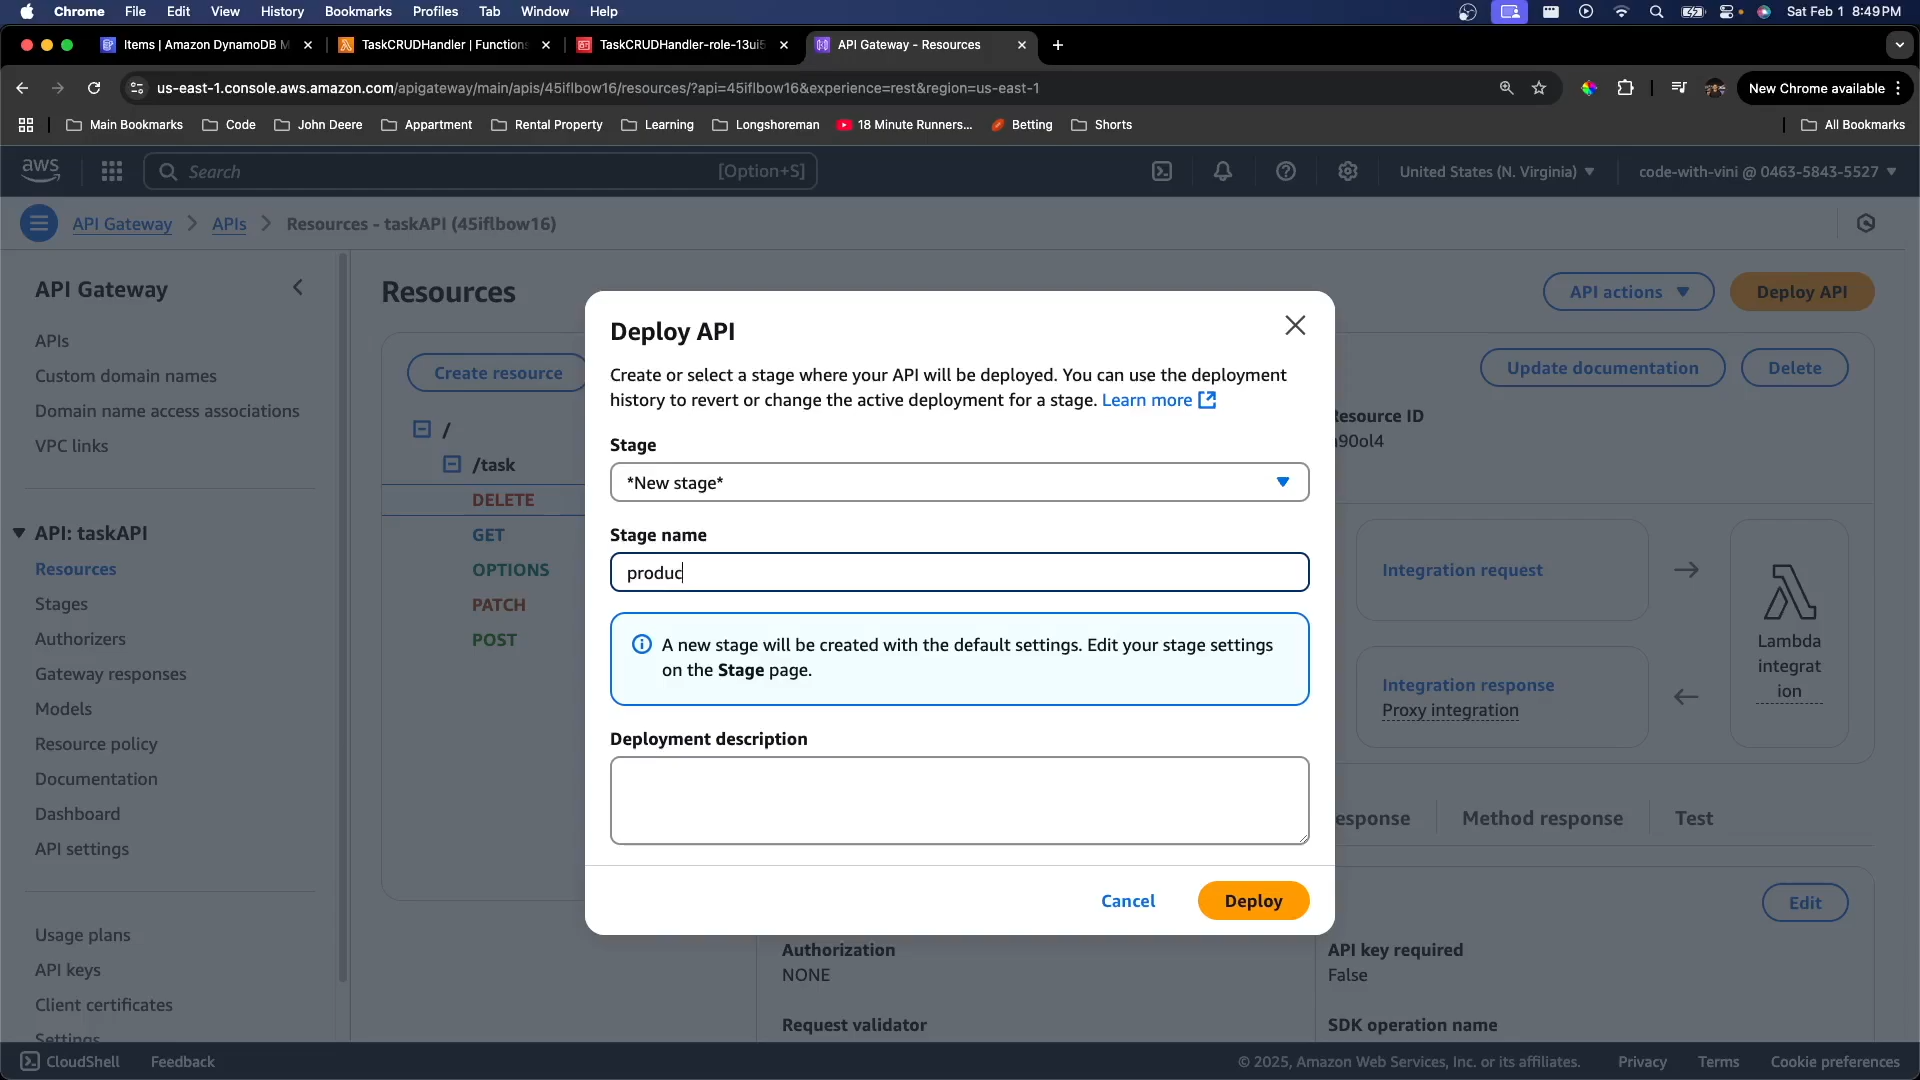 Chrome File Edit View History Bookmarks Profiles Tab Window Help Sat Feb 1 8:49 PM
Items | Amazon DynamoDB M TaskCRUDHandler | Functions TaskCRUDHandler-role-13ui5 API Gateway - Resources
us-east-1.console.aws.amazon.com/apigateway/main/apis/45iflbow16/resources/?api=45iflbow16&experience=rest&region=us-east-1 New Chrome available
Main Bookmarks Code John Deere Appartment Rental Property Learning Longshoreman 18 Minute Runners... Betting Shorts All Bookmarks
aws Search [Option+S] United States (N. Virginia) code-with-vini @ 0463-5843-5527
API Gateway APIs Resources - taskAPI (45iflbow16)
API Gateway
APIs
Custom domain names
Domain name access associations
VPC links
API: taskAPI
Resources
Stages
Authorizers
Gateway responses
Models
Resource policy
Documentation
Dashboard
API settings
Usage plans
API keys
Client certificates
Settings
Resources
API actions Deploy API
Create resource
/
/task
DELETE
GET
OPTIONS
PATCH
POST
Update documentation Delete
Resource ID
Integration request
Integration response
Proxy integration
Lambda
integrat
ion
esponse Method response Test
Edit
Authorization
NONE
API key required
False
Request validator
SDK operation name
Deploy API
Create or select a stage where your API will be deployed. You can use the deployment
history to revert or change the active deployment for a stage. Learn more
Stage
*New stage*
Stage name
produc
A new stage will be created with the default settings. Edit your stage settings
on the Stage page.
Deployment description
Cancel Deploy
CloudShell Feedback © 2025, Amazon Web Services, Inc. or its affiliates. Privacy Terms Cookie preferences